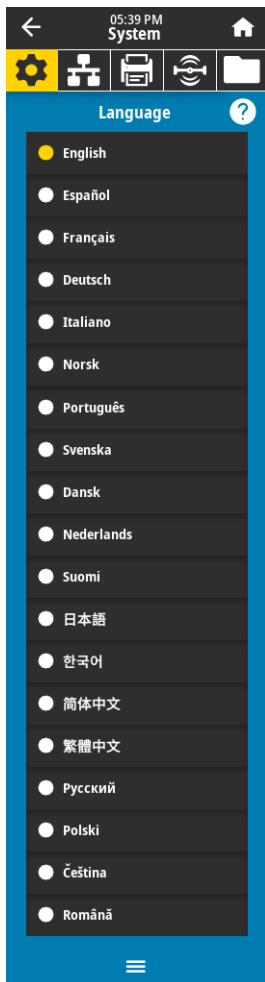 05:39 PM
System
Language
?
English
Español
Français
Deutsch
Italiano
Norsk
Português
Svenska
Dansk
Nederlands
Suomi
日本語
한국어
简体中文
繁體中文
Русский
Polski
Čeština
Română